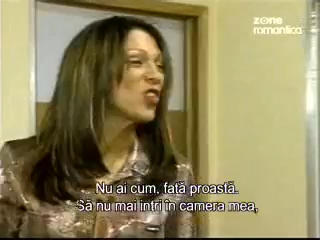 zone
romantica
Nu ai cum, fată proastă.
Să nu mai intri în camera mea,